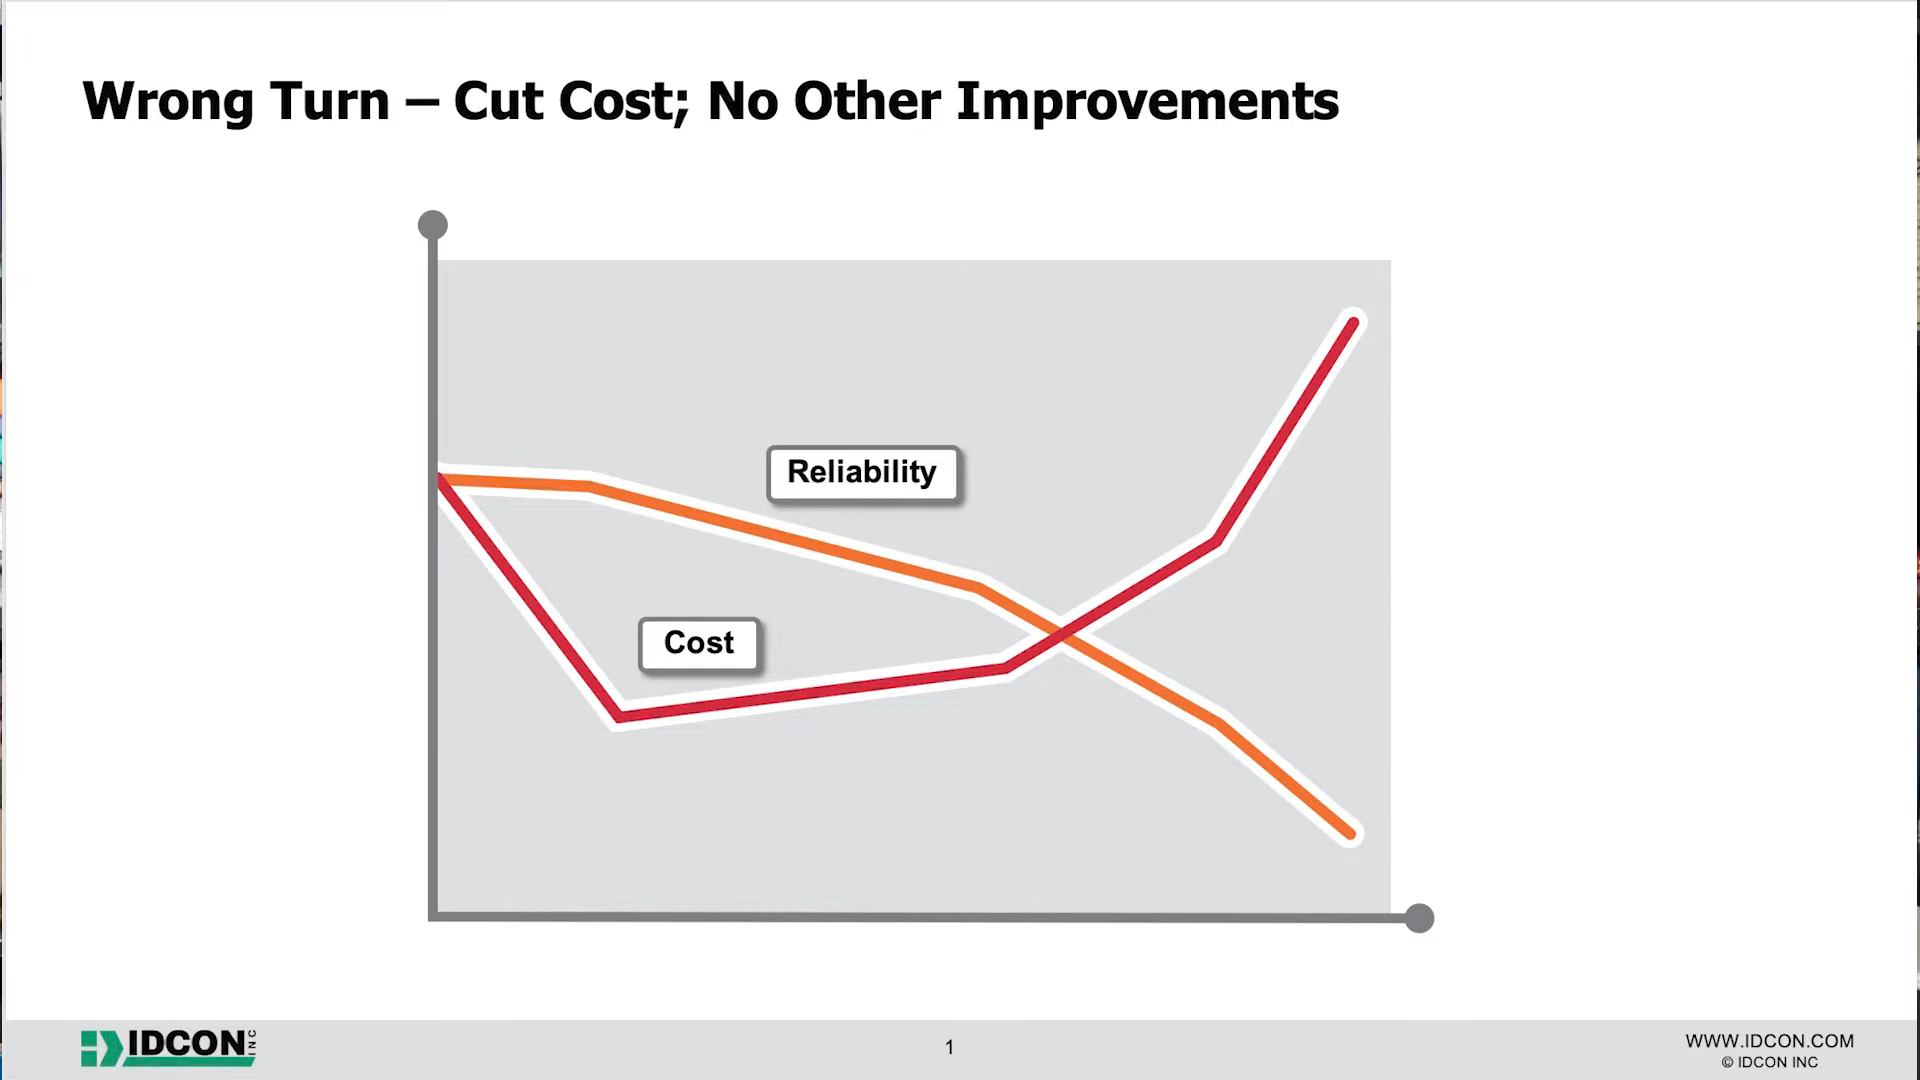 Wrong Turn – Cut Cost; No Other Improvements
Reliability
Cost
IDCON INC
1
WWW.IDCON.COM
© IDCON INC